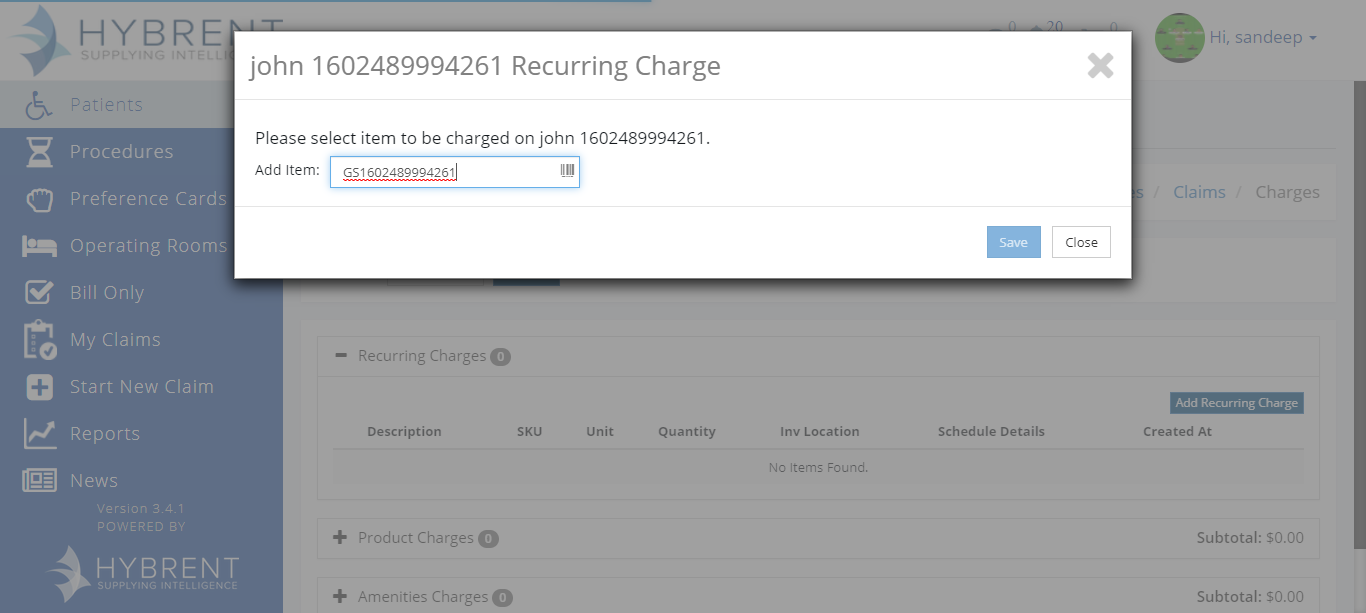 HYBRENT
SUPPLYING INTELLIG
0 20 0
Hi, sandeep
john 1602489994261 Recurring Charge
Please select item to be charged on john 1602489994261.
Add Item: GS1602489994261
Save Close
Patients
Procedures
Preference Cards
Operating Rooms
Bill Only
My Claims
Start New Claim
Reports
News
Version 3.4.1
POWERED BY
HYBRENT
SUPPLYING INTELLIGENCE
es / Claims / Charges
Recurring Charges 0
Add Recurring Charge
Description SKU Unit Quantity Inv Location Schedule Details Created At
No Items Found.
Product Charges 0 Subtotal: $0.00
Amenities Charges 0 Subtotal: $0.00